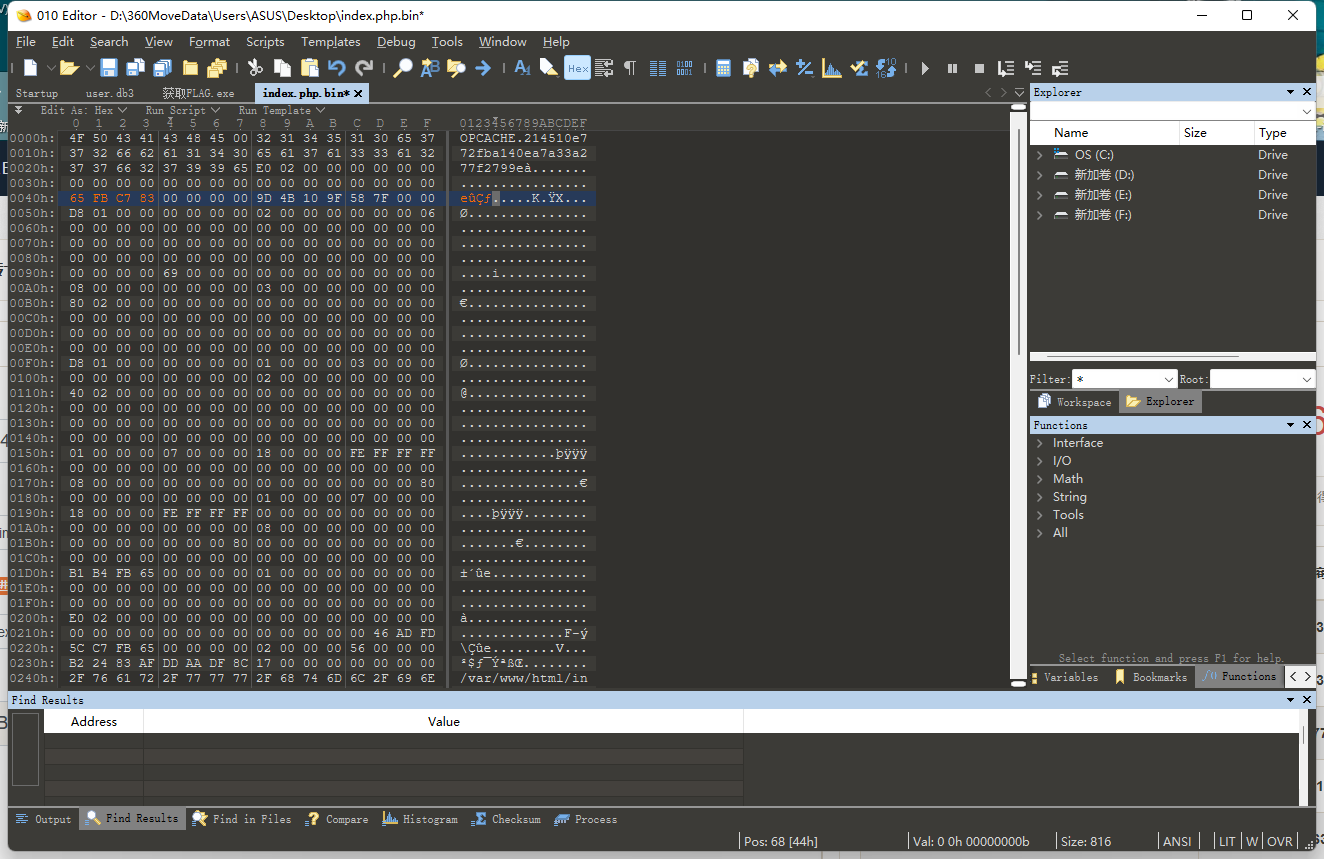 010 Editor - D:\360MoveData\Users\ASUS\Desktop\index.php.bin*
File Edit Search View Format Scripts Templates Debug Tools Window Help
Startup user.db3 获取FLAG.exe index.php.bin*
Edit As: Hex Run Script Run Template
0 1 2 3 4 5 6 7 8 9 A B C D E F 0123456789ABCDEF
0000h: 4F 50 43 41 43 48 45 00 32 31 34 35 31 30 65 37 OPCACHE.214510e7
0010h: 37 32 66 62 61 31 34 30 65 61 37 61 33 33 61 32 72fba140ea7a33a2
0020h: 37 37 66 32 37 39 39 65 E0 02 00 00 00 00 00 00 77f2799eà.......
0030h: 00 00 00 00 00 00 00 00 00 00 00 00 00 00 00 00 ................
0040h: 65 FB C7 83 00 00 00 00 9D 4B 10 9F 58 7F 00 00 eûÇƒ.....K.ŸX...
0050h: D8 01 00 00 00 00 00 00 02 00 00 00 00 00 00 06 Ø...............
0060h: 00 00 00 00 00 00 00 00 00 00 00 00 00 00 00 00 ................
0070h: 00 00 00 00 00 00 00 00 00 00 00 00 00 00 00 00 ................
0080h: 00 00 00 00 00 00 00 00 00 00 00 00 00 00 00 00 ................
0090h: 00 00 00 00 69 00 00 00 00 00 00 00 00 00 00 00 ....i...........
00A0h: 08 00 00 00 00 00 00 00 03 00 00 00 00 00 00 00 ................
00B0h: 80 02 00 00 00 00 00 00 00 00 00 00 00 00 00 00 €...............
00C0h: 00 00 00 00 00 00 00 00 00 00 00 00 00 00 00 00 ................
00D0h: 00 00 00 00 00 00 00 00 00 00 00 00 00 00 00 00 ................
00E0h: 00 00 00 00 00 00 00 00 00 00 00 00 00 00 00 00 ................
00F0h: D8 01 00 00 00 00 00 00 01 00 00 00 03 00 00 00 Ø...............
0100h: 00 00 00 00 00 00 00 00 02 00 00 00 00 00 00 00 ................
0110h: 40 02 00 00 00 00 00 00 00 00 00 00 00 00 00 00 @...............
0120h: 00 00 00 00 00 00 00 00 00 00 00 00 00 00 00 00 ................
0130h: 00 00 00 00 00 00 00 00 00 00 00 00 00 00 00 00 ................
0140h: 00 00 00 00 00 00 00 00 00 00 00 00 00 00 00 00 ................
0150h: 01 00 00 00 07 00 00 00 18 00 00 00 FE FF FF FF ............þÿÿÿ
0160h: 00 00 00 00 00 00 00 00 00 00 00 00 00 00 00 00 ................
0170h: 08 00 00 00 00 00 00 00 00 00 00 00 00 00 00 80 ...............€
0180h: 00 00 00 00 00 00 00 00 01 00 00 00 07 00 00 00 ................
0190h: 18 00 00 00 FE FF FF FF 00 00 00 00 00 00 00 00 ....þÿÿÿ........
01A0h: 00 00 00 00 00 00 00 00 08 00 00 00 00 00 00 00 ................
01B0h: 00 00 00 00 00 00 00 80 00 00 00 00 00 00 00 00 .......€........
01C0h: 00 00 00 00 00 00 00 00 00 00 00 00 00 00 00 00 ................
01D0h: B1 B4 FB 65 00 00 00 00 01 00 00 00 00 00 00 00 ±´ûe............
01E0h: 00 00 00 00 00 00 00 00 00 00 00 00 00 00 00 00 ................
01F0h: 00 00 00 00 00 00 00 00 00 00 00 00 00 00 00 00 ................
0200h: E0 02 00 00 00 00 00 00 00 00 00 00 00 00 00 00 à...............
0210h: 00 00 00 00 00 00 00 00 00 00 00 00 00 46 AD FD .............F-ý
0220h: 5C C7 FB 65 00 00 00 00 02 00 00 00 56 00 00 00 \Çûe........V...
0230h: B2 24 83 AF DD AA DF 8C 17 00 00 00 00 00 00 00 ²$ƒ¯ÝªßŒ........
0240h: 2F 76 61 72 2F 77 77 77 2F 68 74 6D 6C 2F 69 6E /var/www/html/in
Explorer
Name Size Type
OS (C:) Drive
新加卷 (D:) Drive
新加卷 (E:) Drive
新加卷 (F:) Drive
Filter: * Root:
Workspace Explorer
Functions
Interface
I/O
Math
String
Tools
All
Select function and press F1 for help.
Variables Bookmarks Functions
Find Results
Address Value
Output Find Results Find in Files Compare Histogram Checksum Process
Pos: 68 [44h] Val: 0 0h 00000000b Size: 816 ANSI LIT W OVR